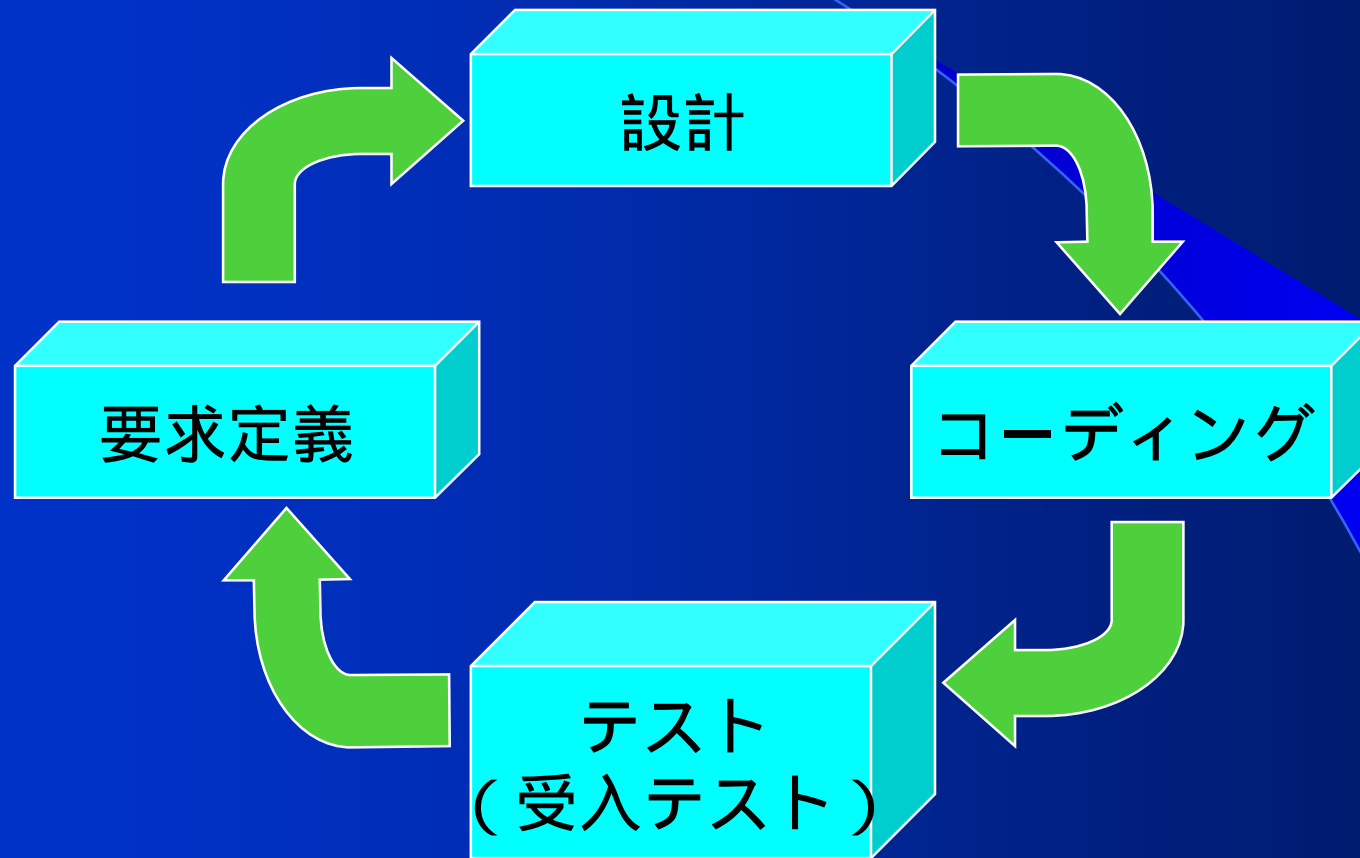 設計
要求定義
コーディング
テスト
(受入テスト)